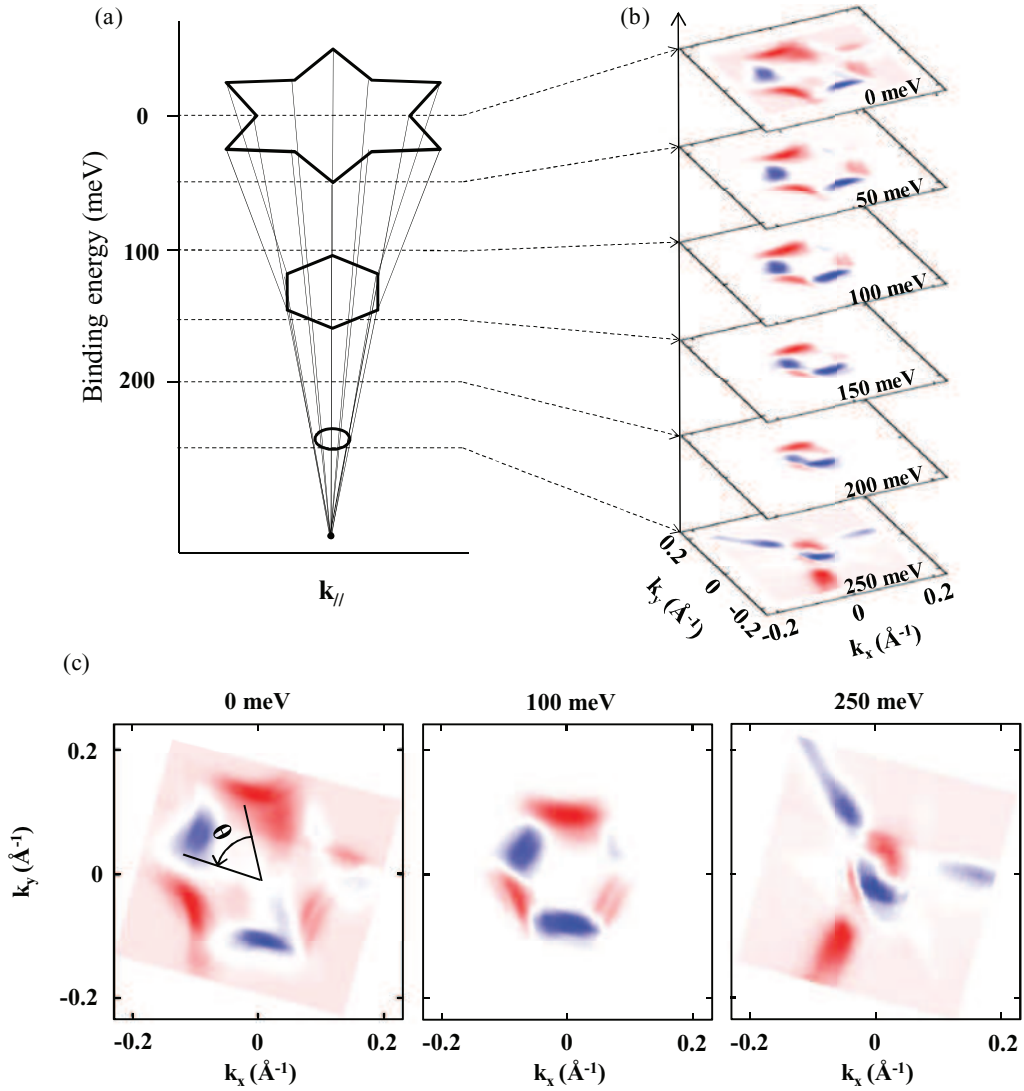 (a)
Binding energy (meV)
0
100
200
k//
(b)
0 meV
50 meV
100 meV
150 meV
200 meV
250 meV
0.2
0
-0.2
ky (Å-1)
-0.2
0
0.2
kx (Å-1)
(c)
0 meV
100 meV
250 meV
ky (Å-1)
0.2
0
-0.2
θ
-0.2
0
0.2
-0.2
0
0.2
-0.2
0
0.2
kx (Å-1)
kx (Å-1)
kx (Å-1)